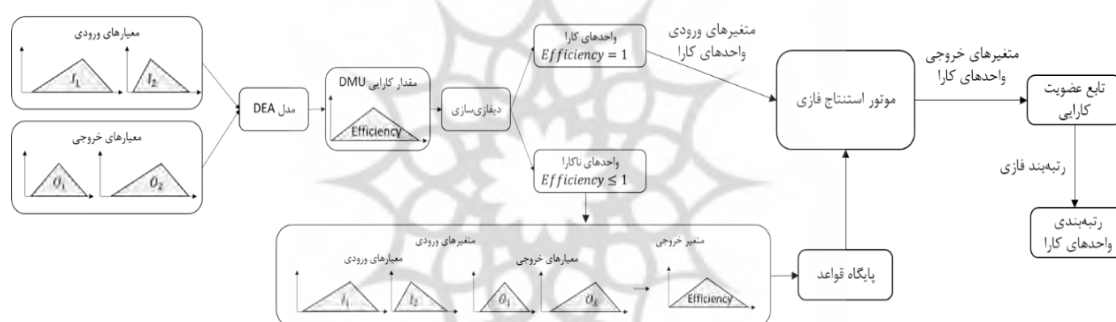 معیارهای ورودی
I₁
I₂
معیارهای خروجی
O₁
O₂
مدل DEA
مقدار کارایی DMU
Efficiency
دیفازی‌سازی
واحدهای کارا
Efficiency = 1
واحدهای ناکارا
Efficiency ≤ 1
متغیرهای ورودی
واحدهای کارا
موتور استنتاج فازی
متغیرهای خروجی
واحدهای کارا
تابع عضویت
کارایی
رتبه‌بند فازی
رتبه‌بندی
واحدهای کارا
متغیرهای ورودی
متغیر خروجی
معیارهای ورودی
معیارهای خروجی
I₁
I₂
O₁
O₂
Efficiency
پایگاه قواعد